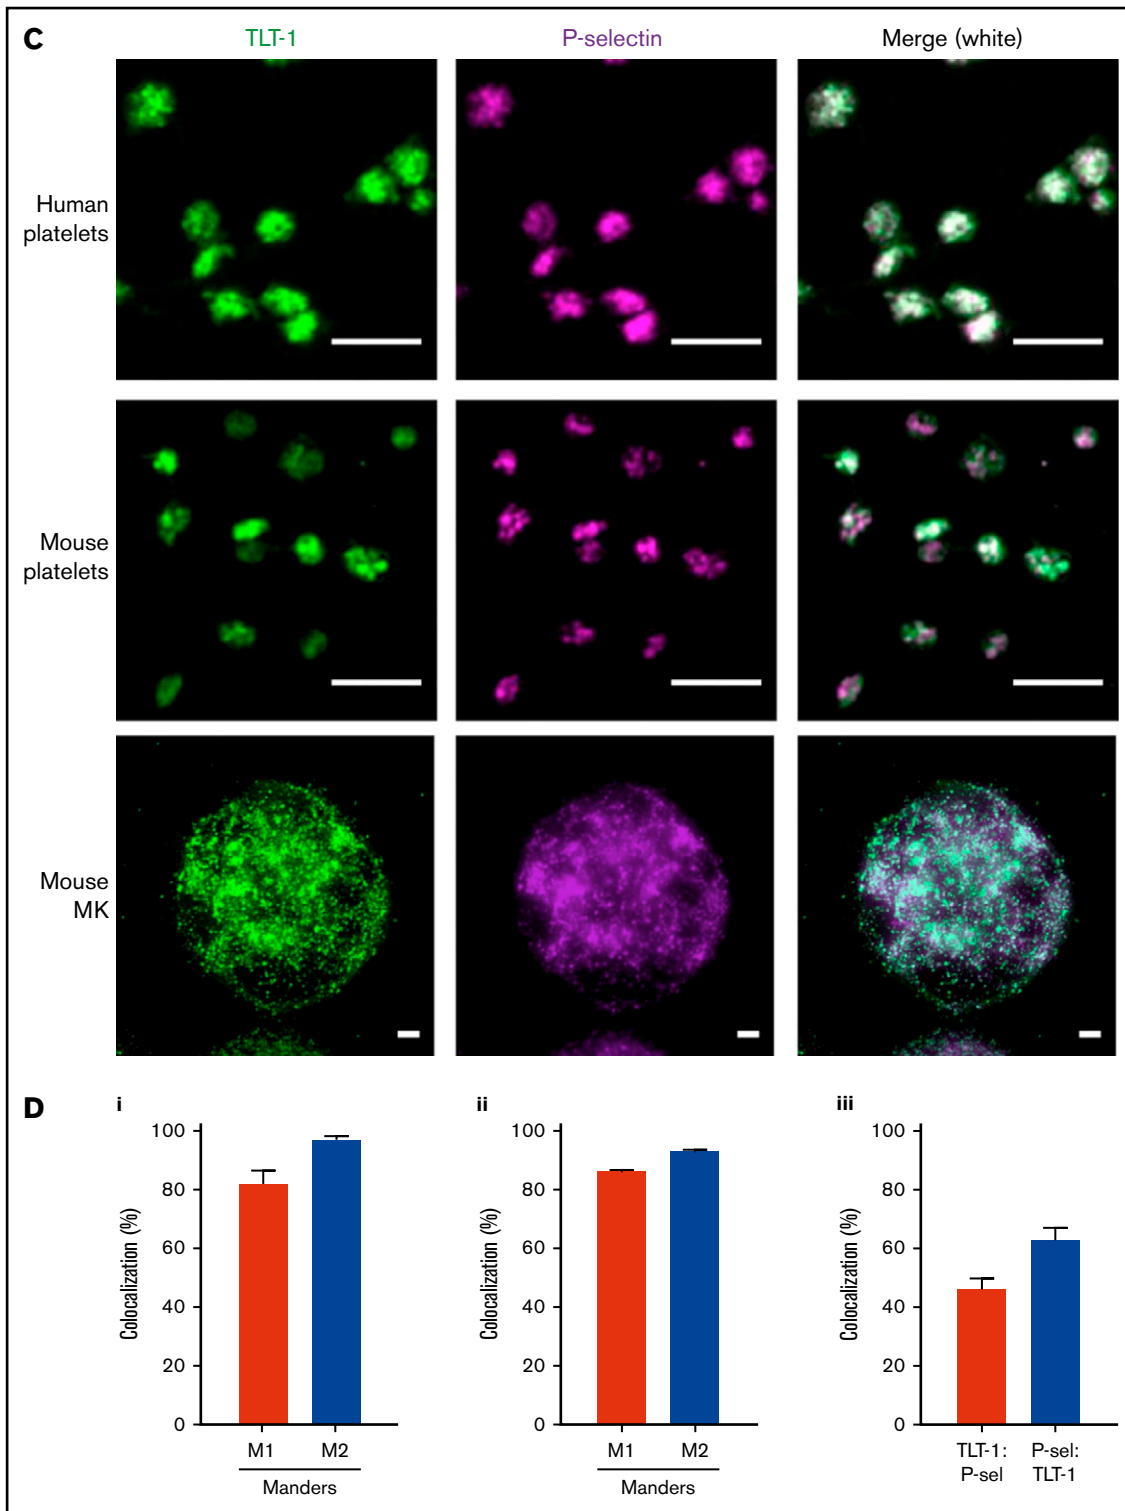 C
TLT-1
P-selectin
Merge (white)
Human
platelets
Mouse
platelets
Mouse
MK
D
i
100
80
60
40
20
0
Colocalization (%)
M1
M2
Manders
ii
100
80
60
40
20
0
Colocalization (%)
M1
M2
Manders
iii
100
80
60
40
20
0
Colocalization (%)
TLT-1:
P-sel
P-sel:
TLT-1